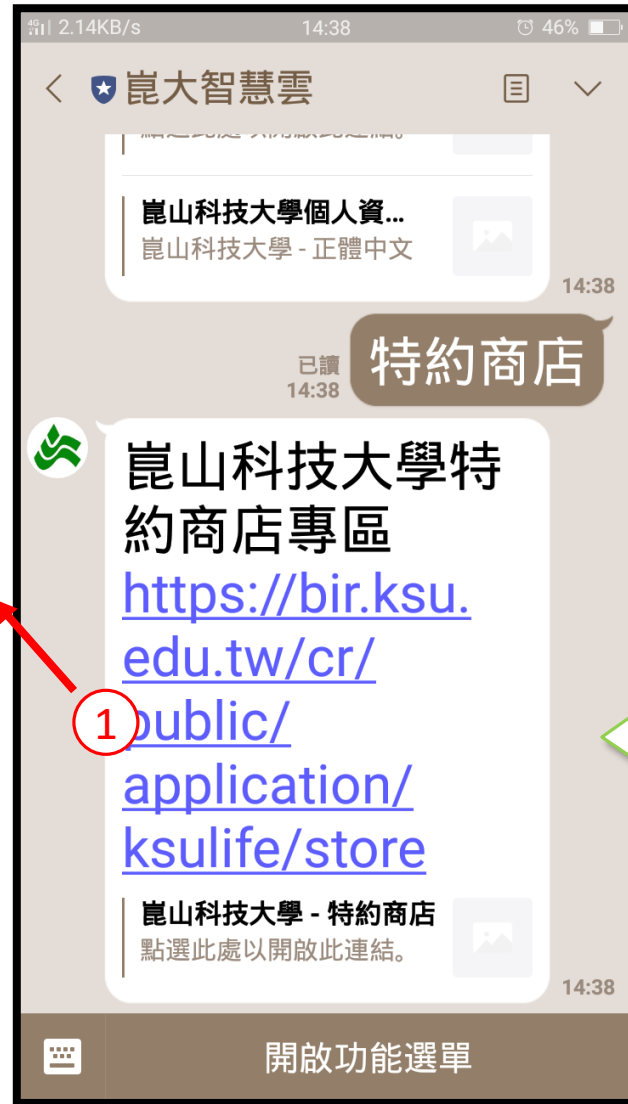 4G 2.14KB/s 14:38 46%
崑大智慧雲
崑山科技大學個人資...
崑山科技大學 - 正體中文
14:38
特約商店
已讀
14:38
崑山科技大學特
約商店專區
https://bir.ksu.
edu.tw/cr/
public/
application/
ksulife/store
1
崑山科技大學 - 特約商店
點選此處以開啟此連結。
14:38
開啟功能選單